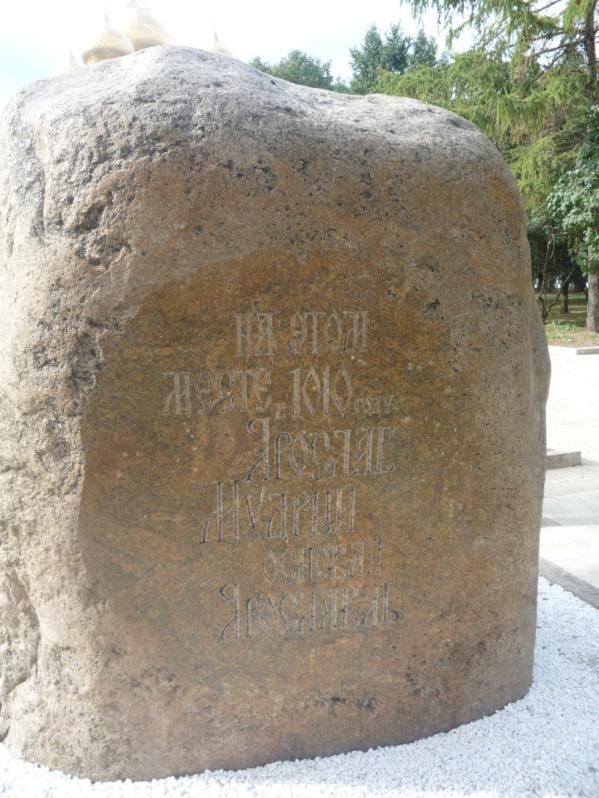 на этом
месте в 1010 году
Ярослав
Мудрый
основал
Ярославль